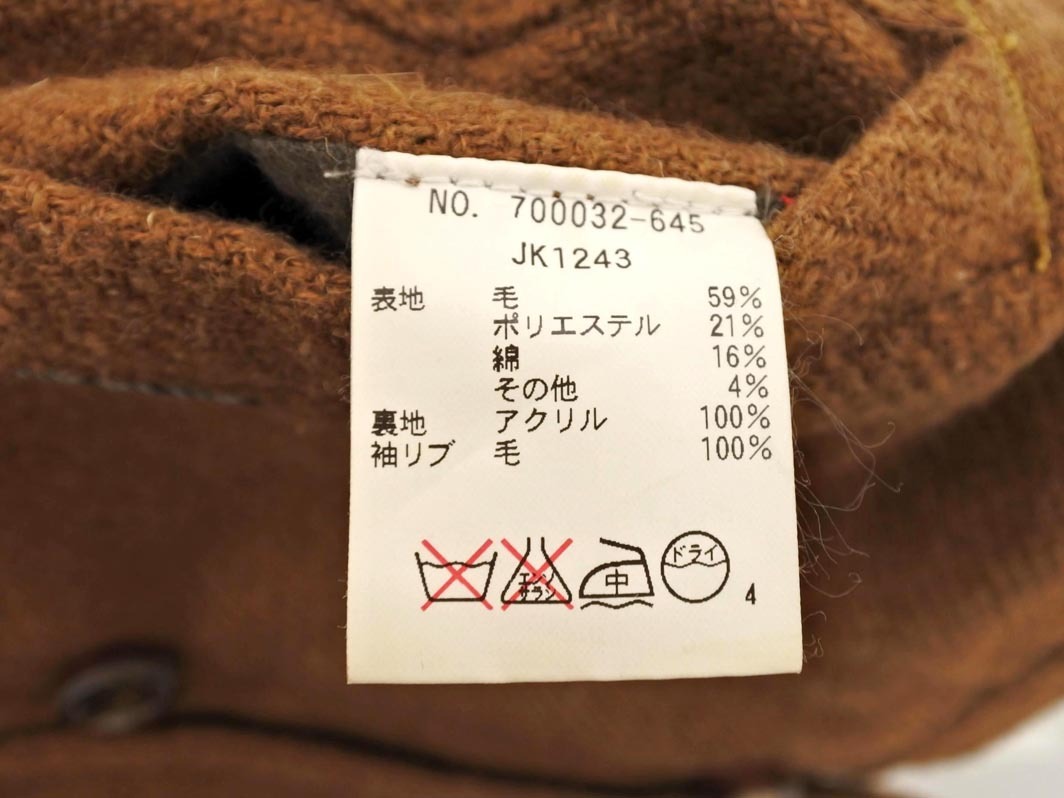 NO. 700032-645
JK1243
表地 毛 59%
ポリエステル 21%
綿 16%
その他 4%
裏地 アクリル 100%
袖リブ 毛 100%
エンソ サラシ 中 ドライ 4